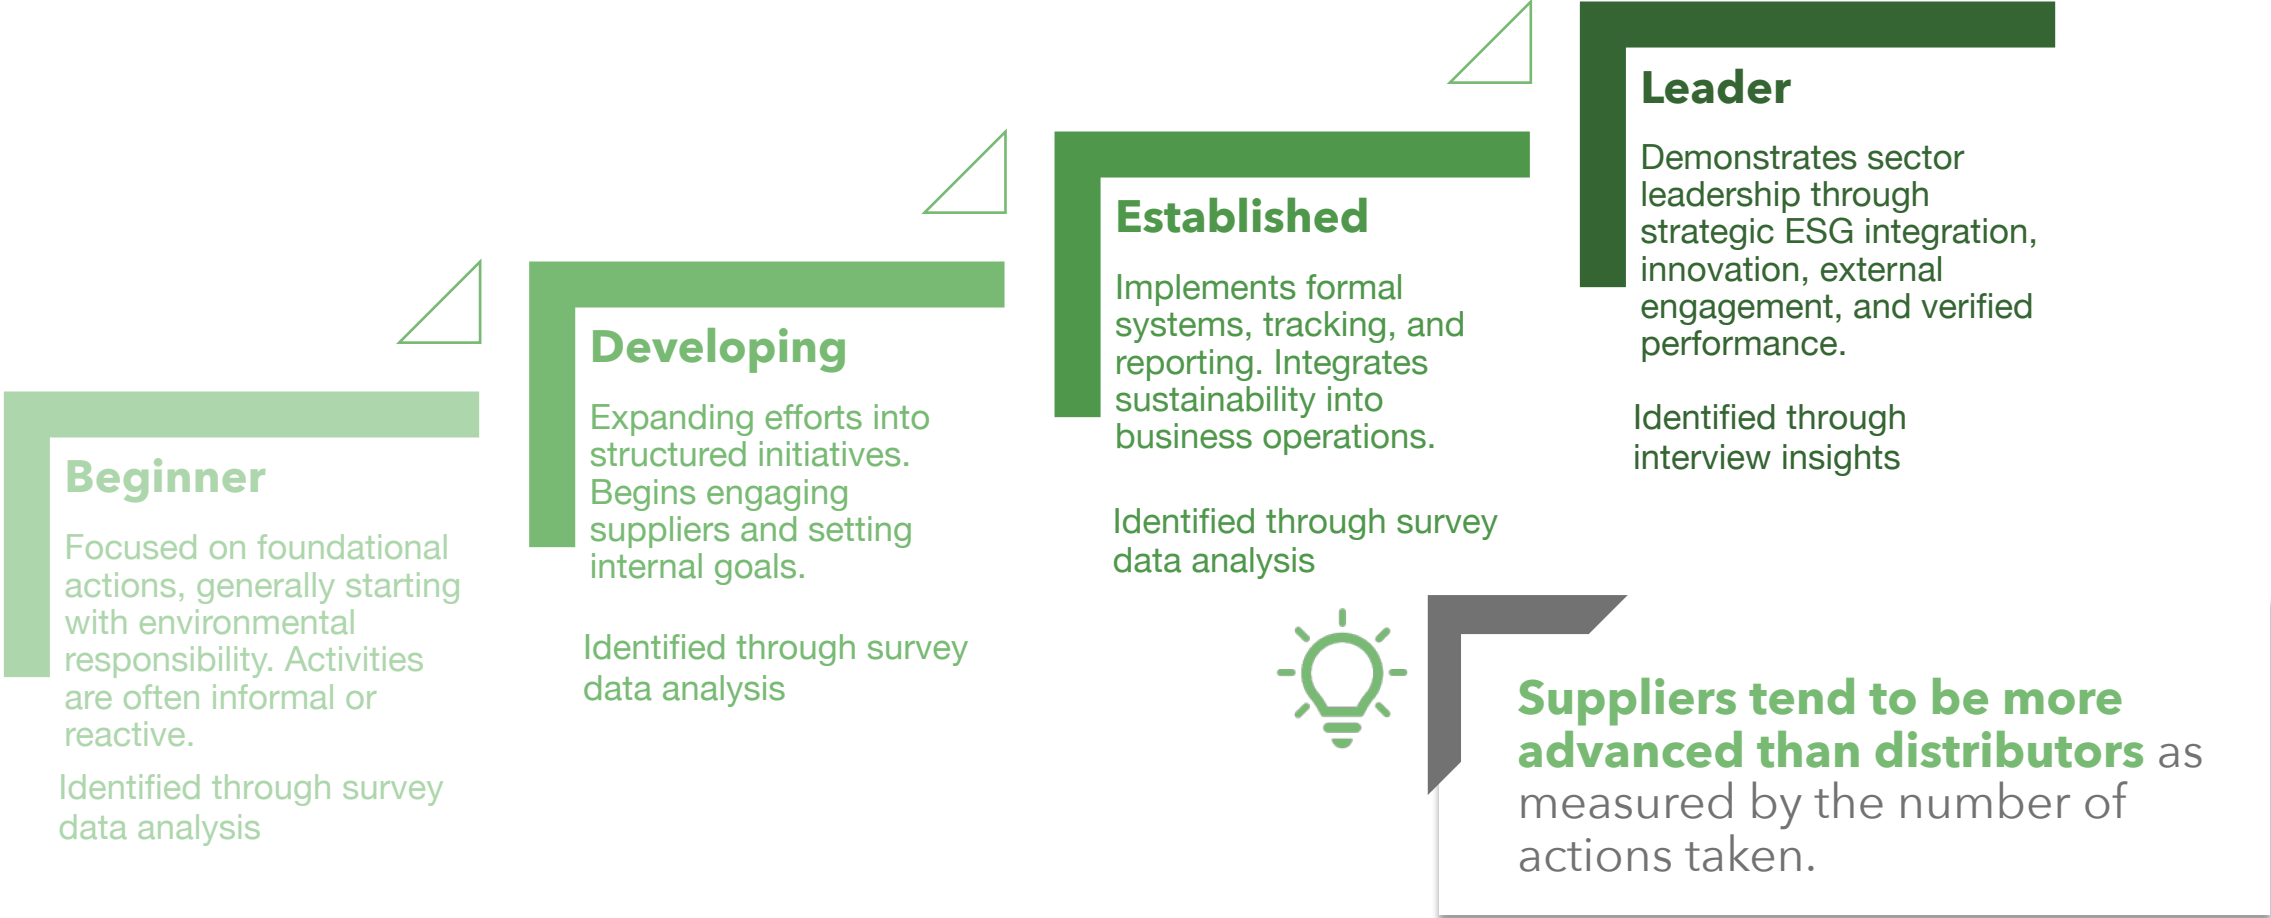 Beginner
Focused on foundational
actions, generally starting
with environmental
responsibility. Activities
are often informal or
reactive.
Identified through survey
data analysis
Developing
Expanding efforts into
structured initiatives.
Begins engaging
suppliers and setting
internal goals.
Identified through survey
data analysis
Established
Implements formal
systems, tracking, and
reporting. Integrates
sustainability into
business operations.
Identified through survey
data analysis
Leader
Demonstrates sector
leadership through
strategic ESG integration,
innovation, external
engagement, and verified
performance.
Identified through
interview insights
Suppliers tend to be more
advanced than distributors as
measured by the number of
actions taken.